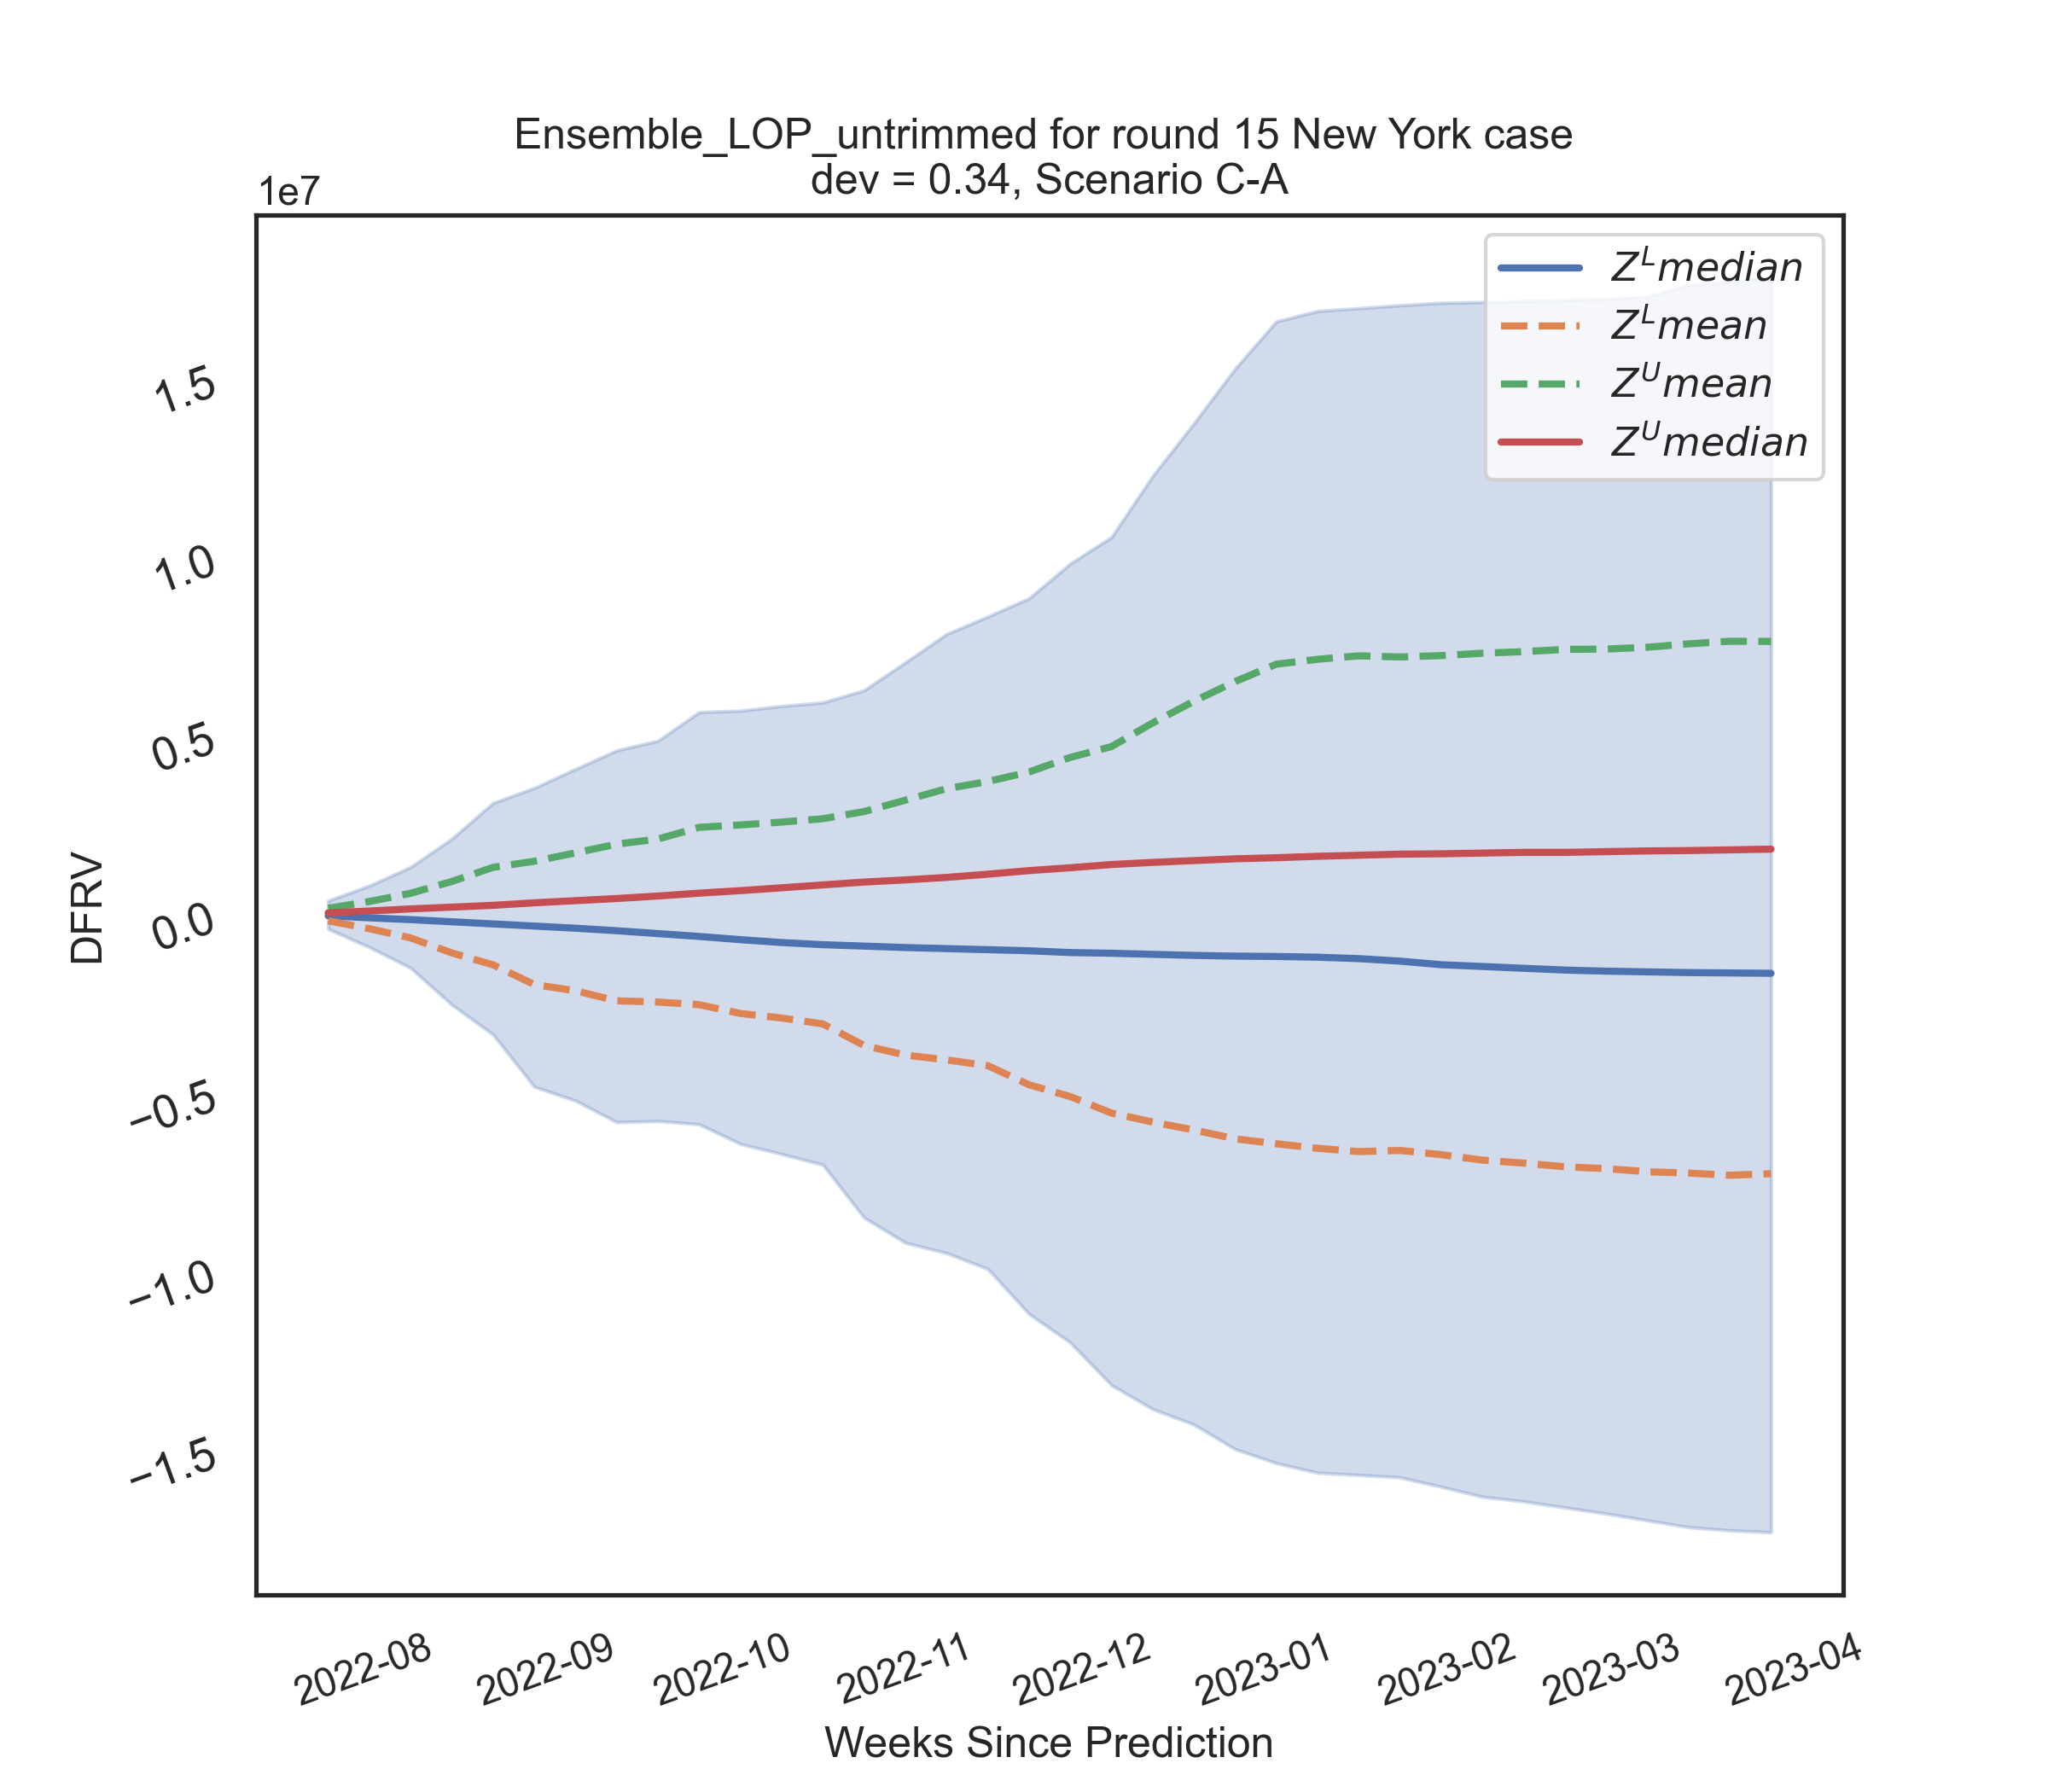 Ensemble_LOP_untrimmed for round 15 New York case
dev = 0.34, Scenario C-A
1e7
Z^L median
Z^L mean
Z^U mean
Z^U median
1.5
1.0
0.5
0.0
−0.5
−1.0
−1.5
DFRV
2022-08
2022-09
2022-10
2022-11
2022-12
2023-01
2023-02
2023-03
2023-04
Weeks Since Prediction